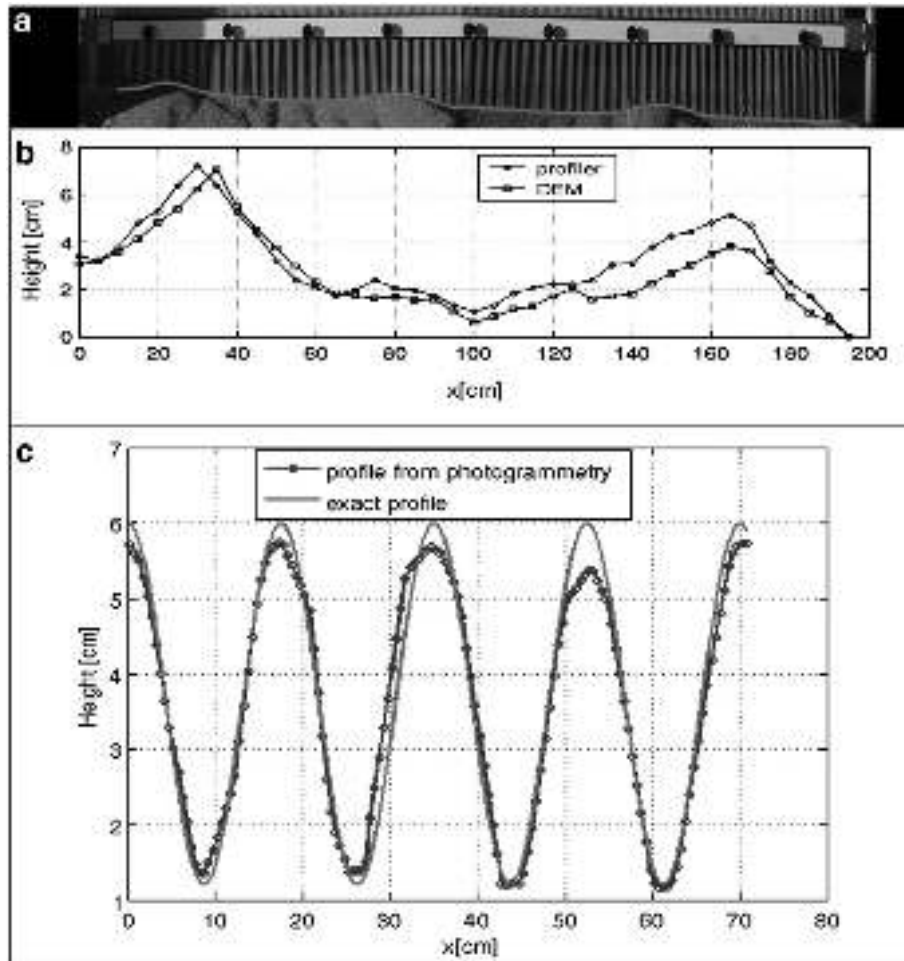 a
b
8
6
4
2
0
Height [cm]
profiler
DEM
0 20 40 60 80 100 120 140 160 180 200
x[cm]
c
7
6
5
4
3
2
1
Height [cm]
profile from photogrammetry
exact profile
0 10 20 30 40 50 60 70 80
x[cm]